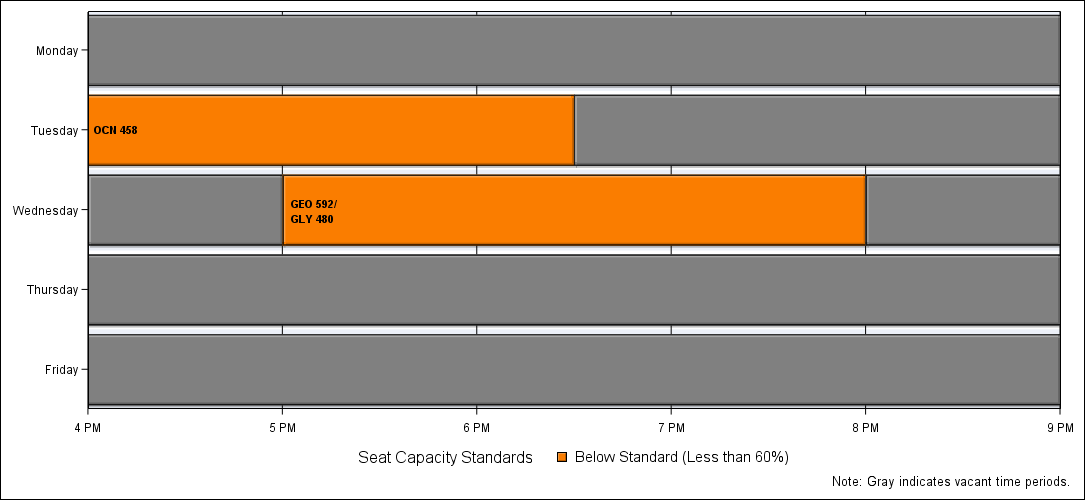 Monday
Tuesday
OCN 458
Wednesday
GEO 592/
GLY 480
Thursday
Friday
4 PM 5 PM 6 PM 7 PM 8 PM 9 PM
Seat Capacity Standards Below Standard (Less than 60%)
Note: Gray indicates vacant time periods.